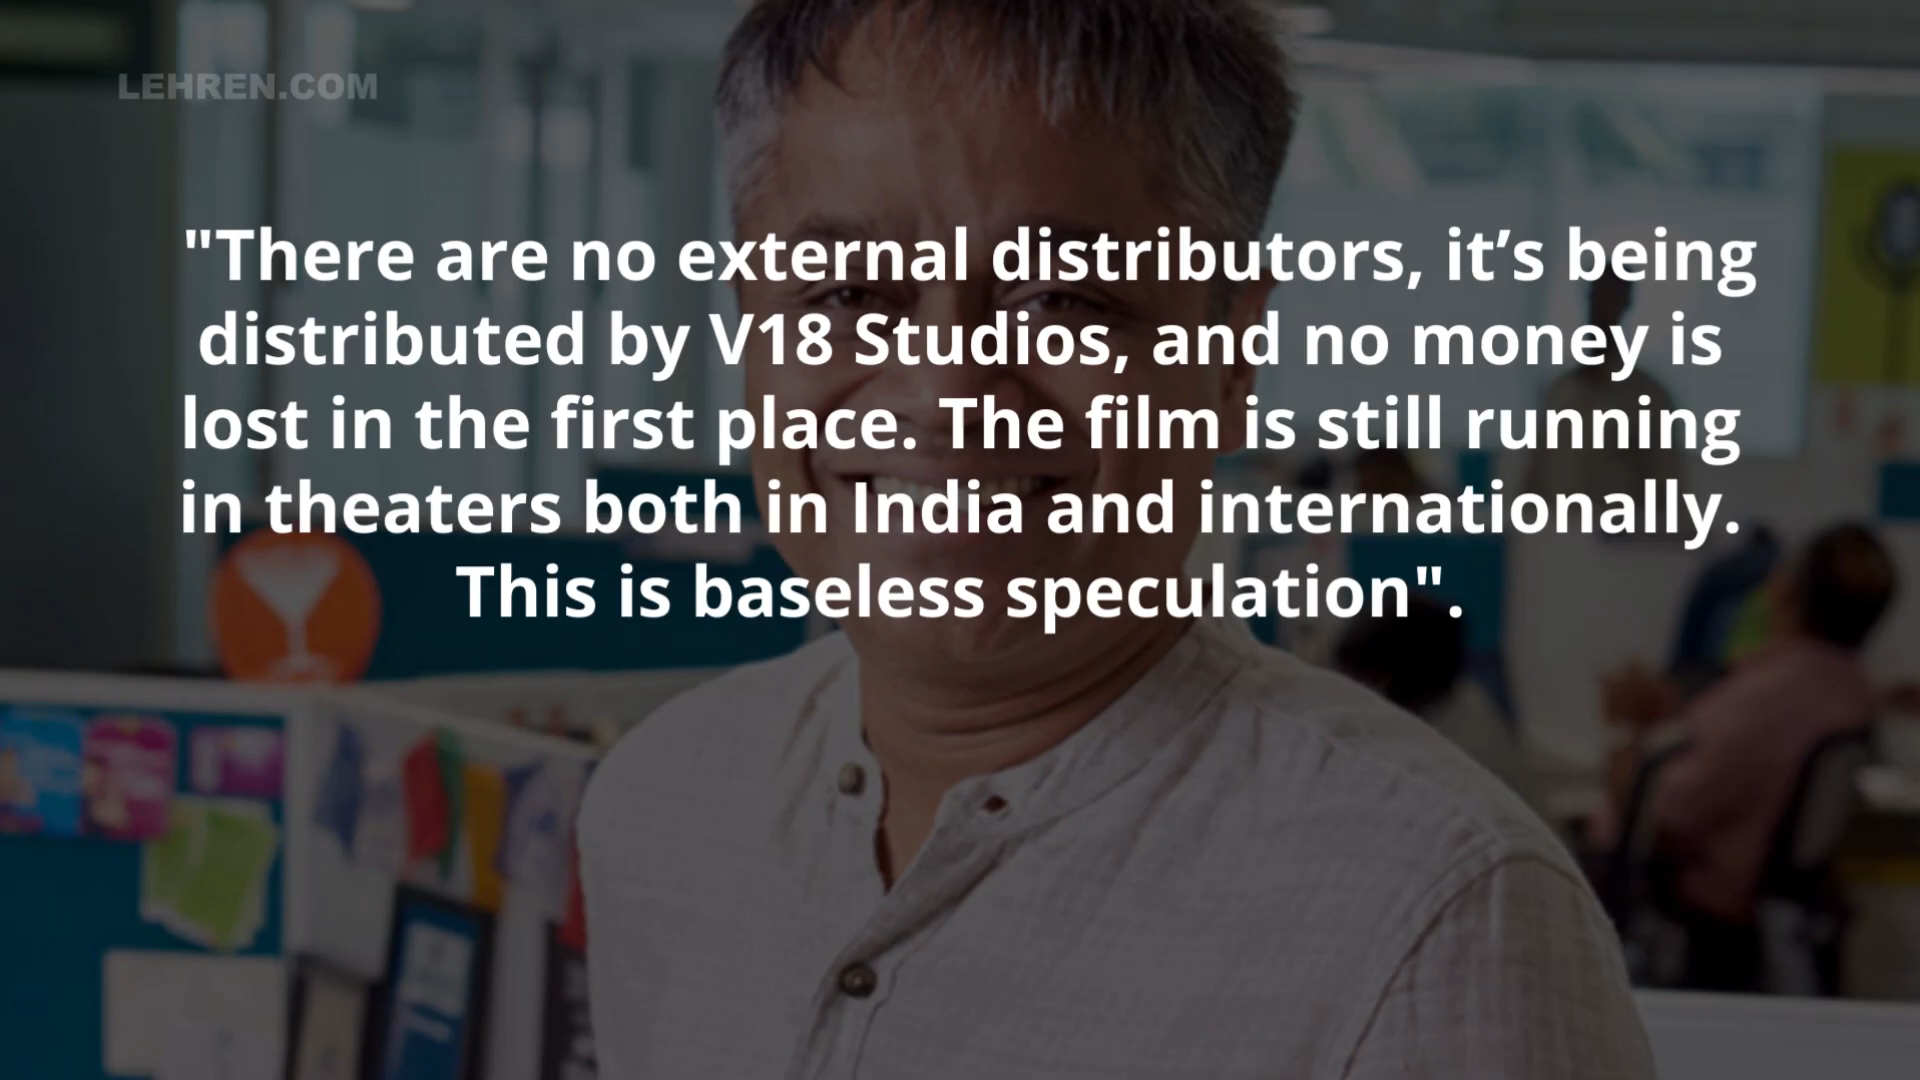 LEHREN.COM
"There are no external distributors, it’s being
distributed by V18 Studios, and no money is
lost in the first place. The film is still running
in theaters both in India and internationally.
This is baseless speculation".